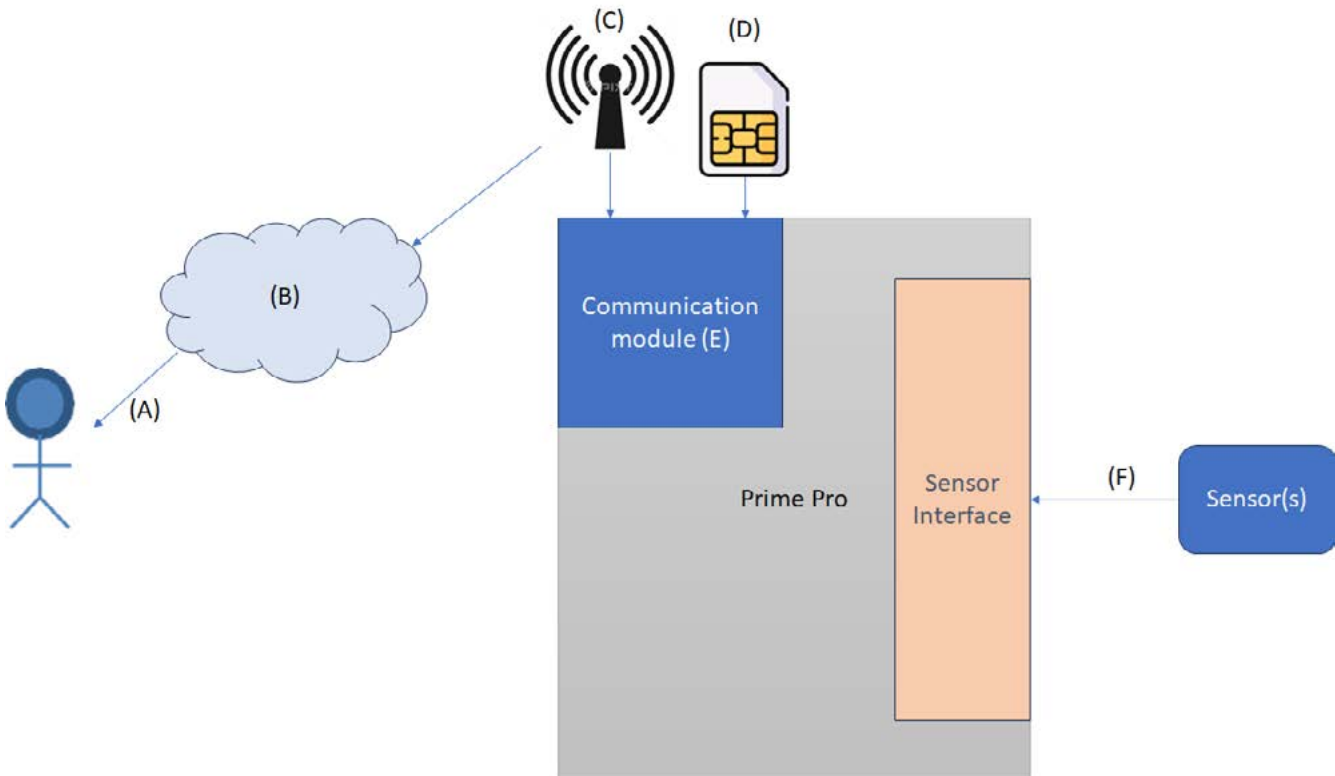 (C)
(D)
(B)
Communication
module (E)
(A)
Prime Pro
Sensor
Interface
(F)
Sensor(s)